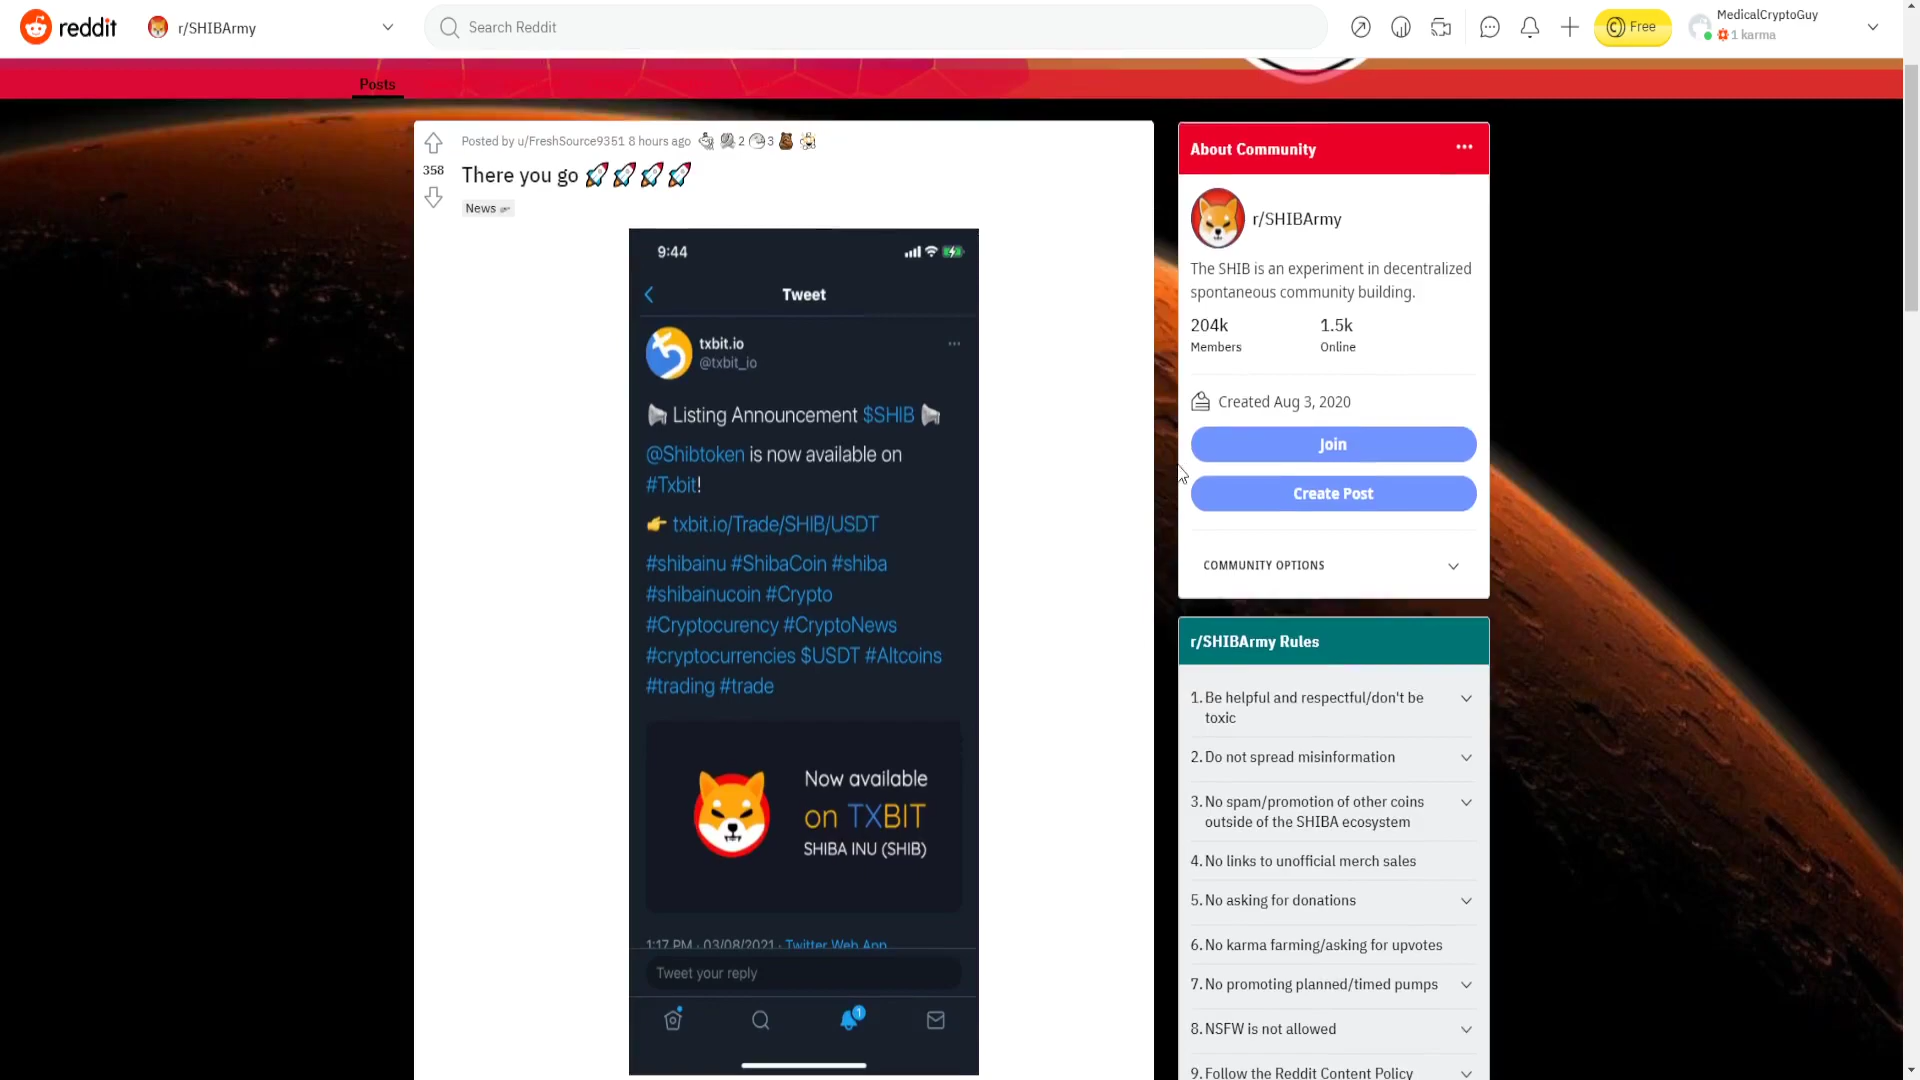 reddit
r/SHIBArmy
Search Reddit
Free
MedicalCryptoGuy
1 karma
Posts
Posted by u/FreshSource9351 8 hours ago
2
3
358
There you go 🚀🚀🚀🚀
News
9:44
Tweet
txbit.io
@txbit_io
Listing Announcement $SHIB
@Shibtoken is now available on
#Txbit!
👉 txbit.io/Trade/SHIB/USDT
#shibainu #ShibaCoin #shiba
#shibainucoin #Crypto
#Cryptocurency #CryptoNews
#cryptocurrencies $USDT #Altcoins
#trading #trade
Now available
on TXBIT
SHIBA INU (SHIB)
1:17 PM · 03/08/2021 · Twitter Web App
Tweet your reply
1
About Community
r/SHIBArmy
The SHIB is an experiment in decentralized
spontaneous community building.
204k 1.5k
Members Online
Created Aug 3, 2020
Join
Create Post
COMMUNITY OPTIONS
r/SHIBArmy Rules
1. Be helpful and respectful/don't be
toxic
2. Do not spread misinformation
3. No spam/promotion of other coins
outside of the SHIBA ecosystem
4. No links to unofficial merch sales
5. No asking for donations
6. No karma farming/asking for upvotes
7. No promoting planned/timed pumps
8. NSFW is not allowed
9. Follow the Reddit Content Policy